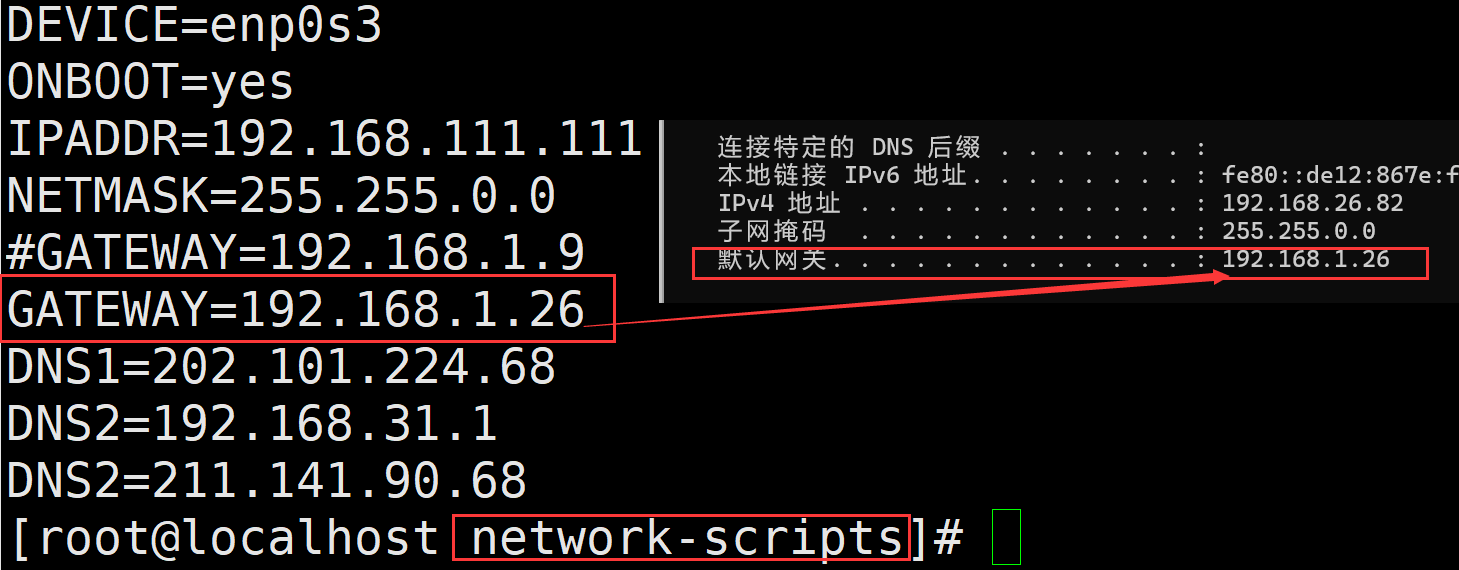 DEVICE=enp0s3
ONBOOT=yes
IPADDR=192.168.111.111
NETMASK=255.255.0.0
#GATEWAY=192.168.1.9
GATEWAY=192.168.1.26
DNS1=202.101.224.68
DNS2=192.168.31.1
DNS2=211.141.90.68
[root@localhost network-scripts]#
连接特定的 DNS 后缀 . . . . . . . :
本地链接 IPv6 地址. . . . . . . . : fe80::de12:867e:f
IPv4 地址 . . . . . . . . . . . . : 192.168.26.82
子网掩码 . . . . . . . . . . . . : 255.255.0.0
默认网关. . . . . . . . . . . . . : 192.168.1.26